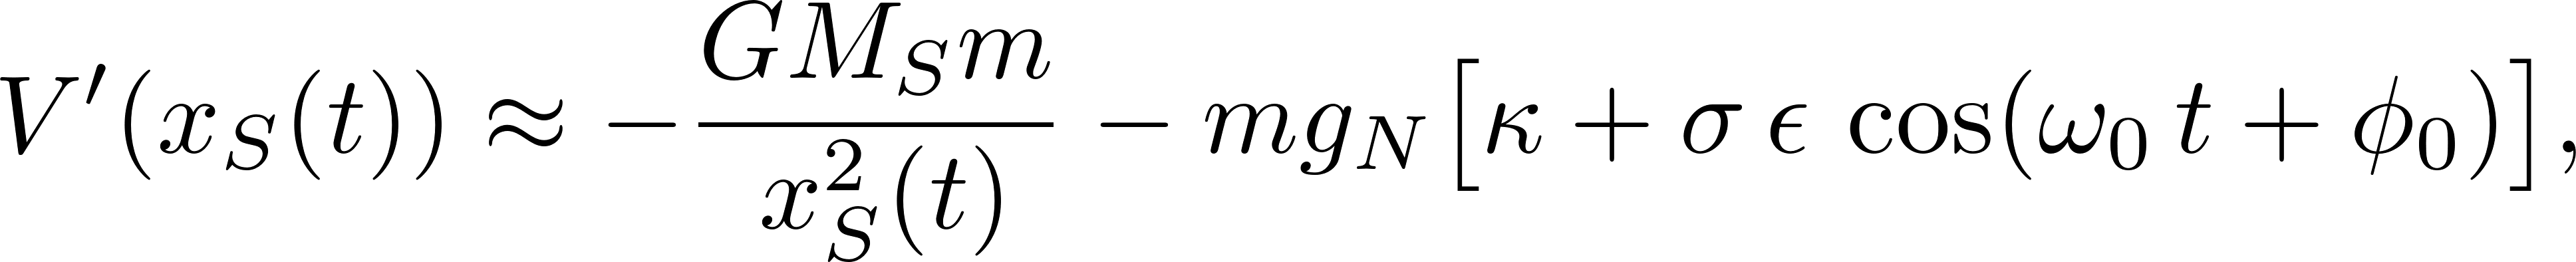 V′(x_S(t)) ≈ −\frac{GM_S m}{x_S^2(t)} − mg_N[κ + σ ϵ cos(ω_0 t + ϕ_0)],